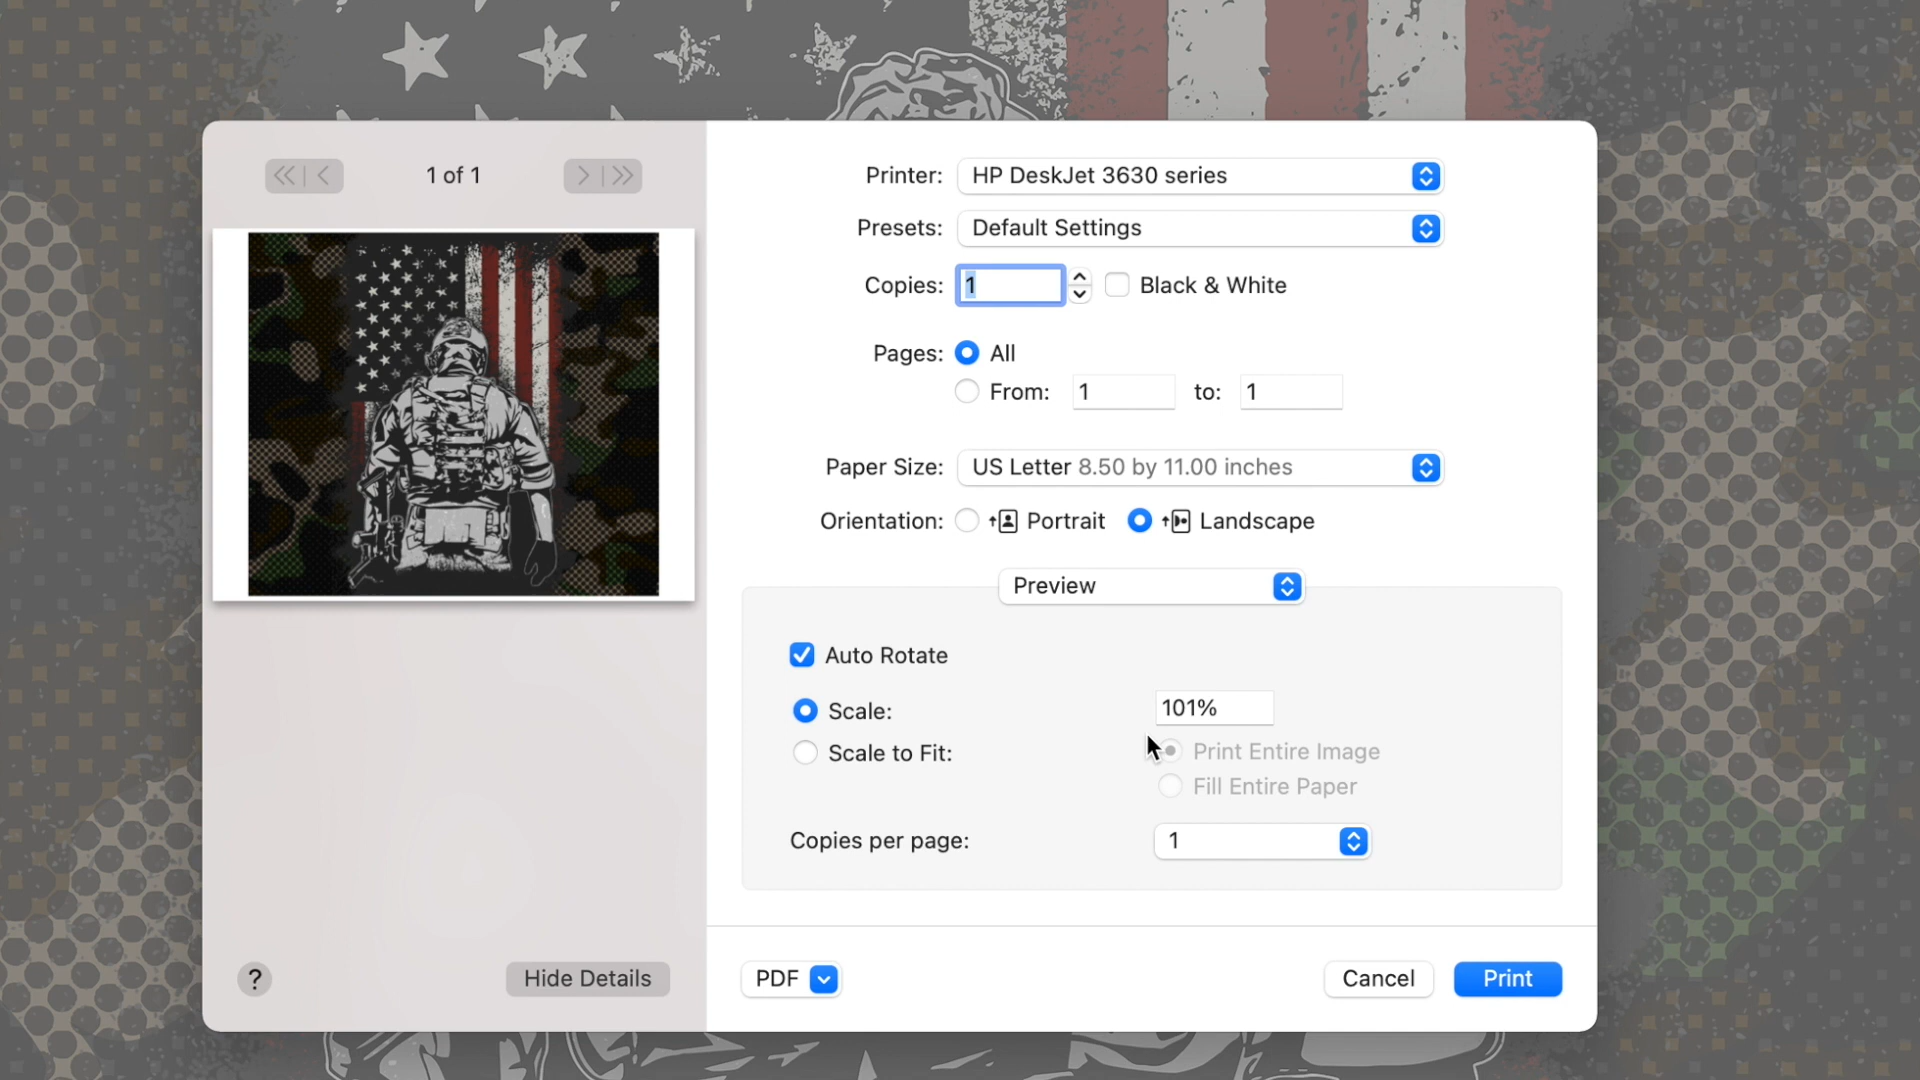 1 of 1
Printer: HP DeskJet 3630 series
Presets: Default Settings
Copies: 1 Black & White
Pages: All
From: 1 to: 1
Paper Size: US Letter 8.50 by 11.00 inches
Orientation: Portrait Landscape
Preview
Auto Rotate
Scale: 101%
Scale to Fit: Print Entire Image
Fill Entire Paper
Copies per page: 1
? Hide Details PDF Cancel Print